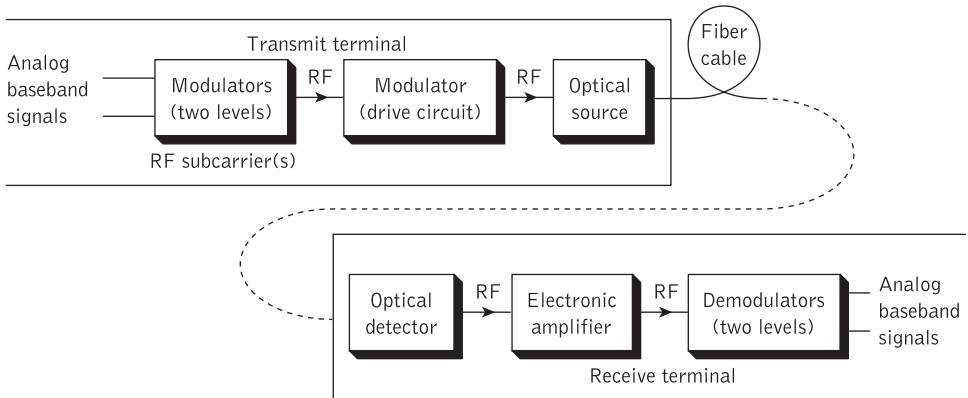 Transmit terminal
Fiber
cable
Analog
baseband
signals
RF
RF
Modulators
(two levels)
Modulator
(drive circuit)
Optical
source
RF subcarrier(s)
Optical
detector
RF
Electronic
amplifier
RF
Demodulators
(two levels)
Analog
baseband
signals
Receive terminal